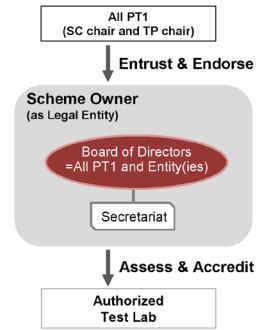 All PT1
(SC chair and TP chair)
Entrust & Endorse
Scheme Owner
(as Legal Entity)
Board of Directors
=All PT1 and Entity(ies)
Secretariat
Assess & Accredit
Authorized
Test Lab